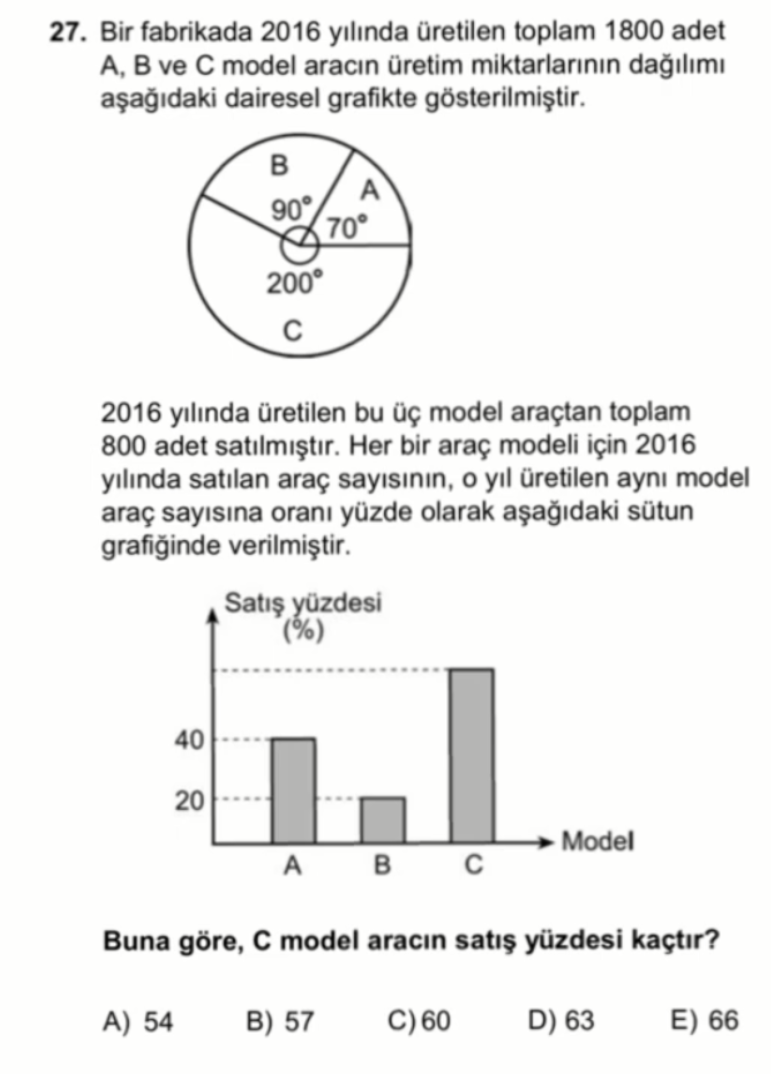 27. Bir fabrikada 2016 yılında üretilen toplam 1800 adet
A, B ve C model aracın üretim miktarlarının dağılımı
aşağıdaki dairesel grafikte gösterilmiştir.
B
A
90°
70°
200°
C
2016 yılında üretilen bu üç model araçtan toplam
800 adet satılmıştır. Her bir araç modeli için 2016
yılında satılan araç sayısının, o yıl üretilen aynı model
araç sayısına oranı yüzde olarak aşağıdaki sütun
grafiğinde verilmiştir.
Satış yüzdesi
(%)
40
20
Model
A B C
Buna göre, C model aracın satış yüzdesi kaçtır?
A) 54 B) 57 C) 60 D) 63 E) 66